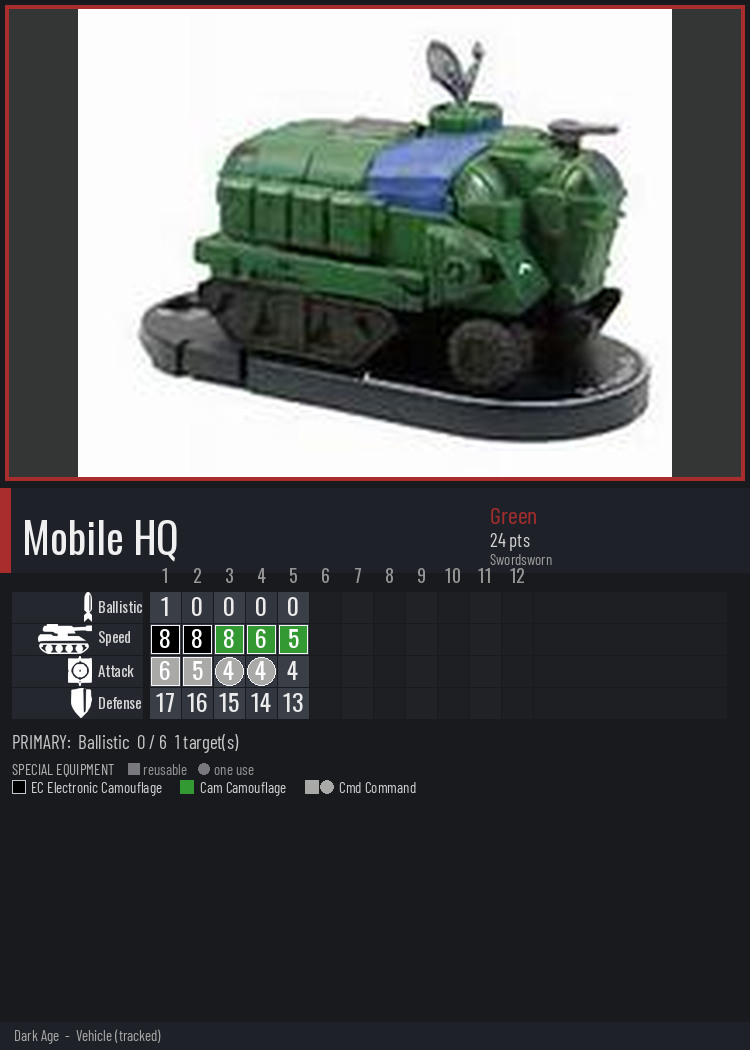 Mobile HQ
Green
24 pts
Swordsworn
1 2 3 4 5 6 7 8 9 10 11 12
Ballistic 1 0 0 0 0
Speed 8 8 8 6 5
Attack 6 5 4 4 4
Defense 17 16 15 14 13
PRIMARY: Ballistic 0 / 6 1 target(s)
SPECIAL EQUIPMENT reusable one use
EC Electronic Camouflage Cam Camouflage Cmd Command
Dark Age - Vehicle (tracked)